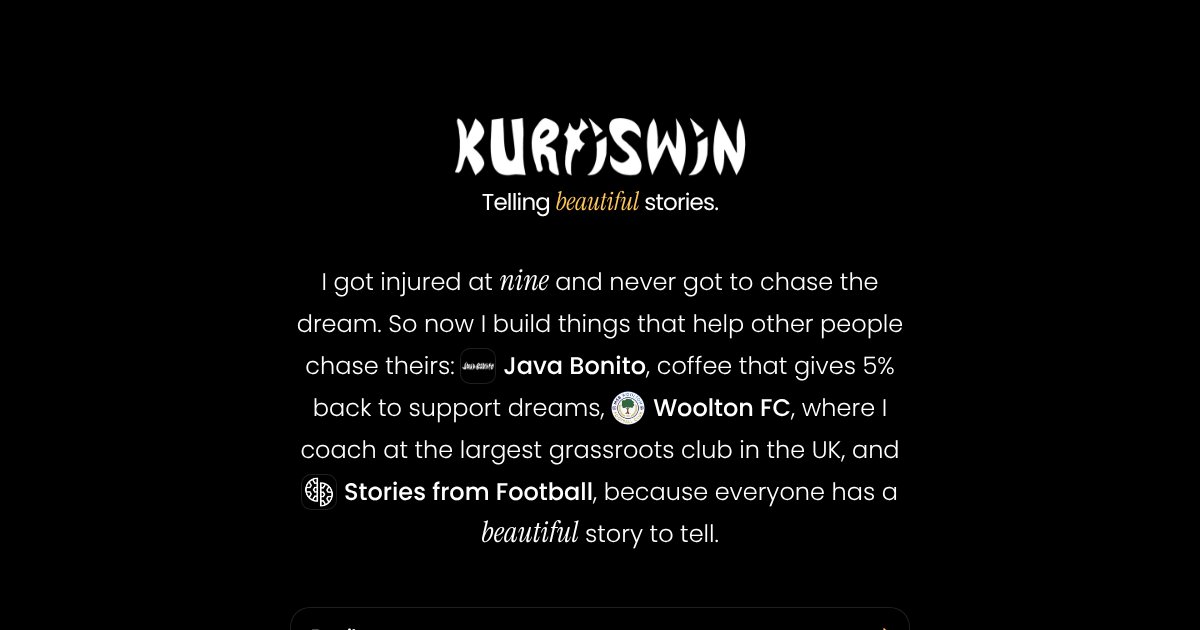 KURFiSWiN
Telling beautiful stories.
I got injured at nine and never got to chase the
dream. So now I build things that help other people
chase theirs: Java Bonito, coffee that gives 5%
back to support dreams, Woolton FC, where I
coach at the largest grassroots club in the UK, and
Stories from Football, because everyone has a
beautiful story to tell.